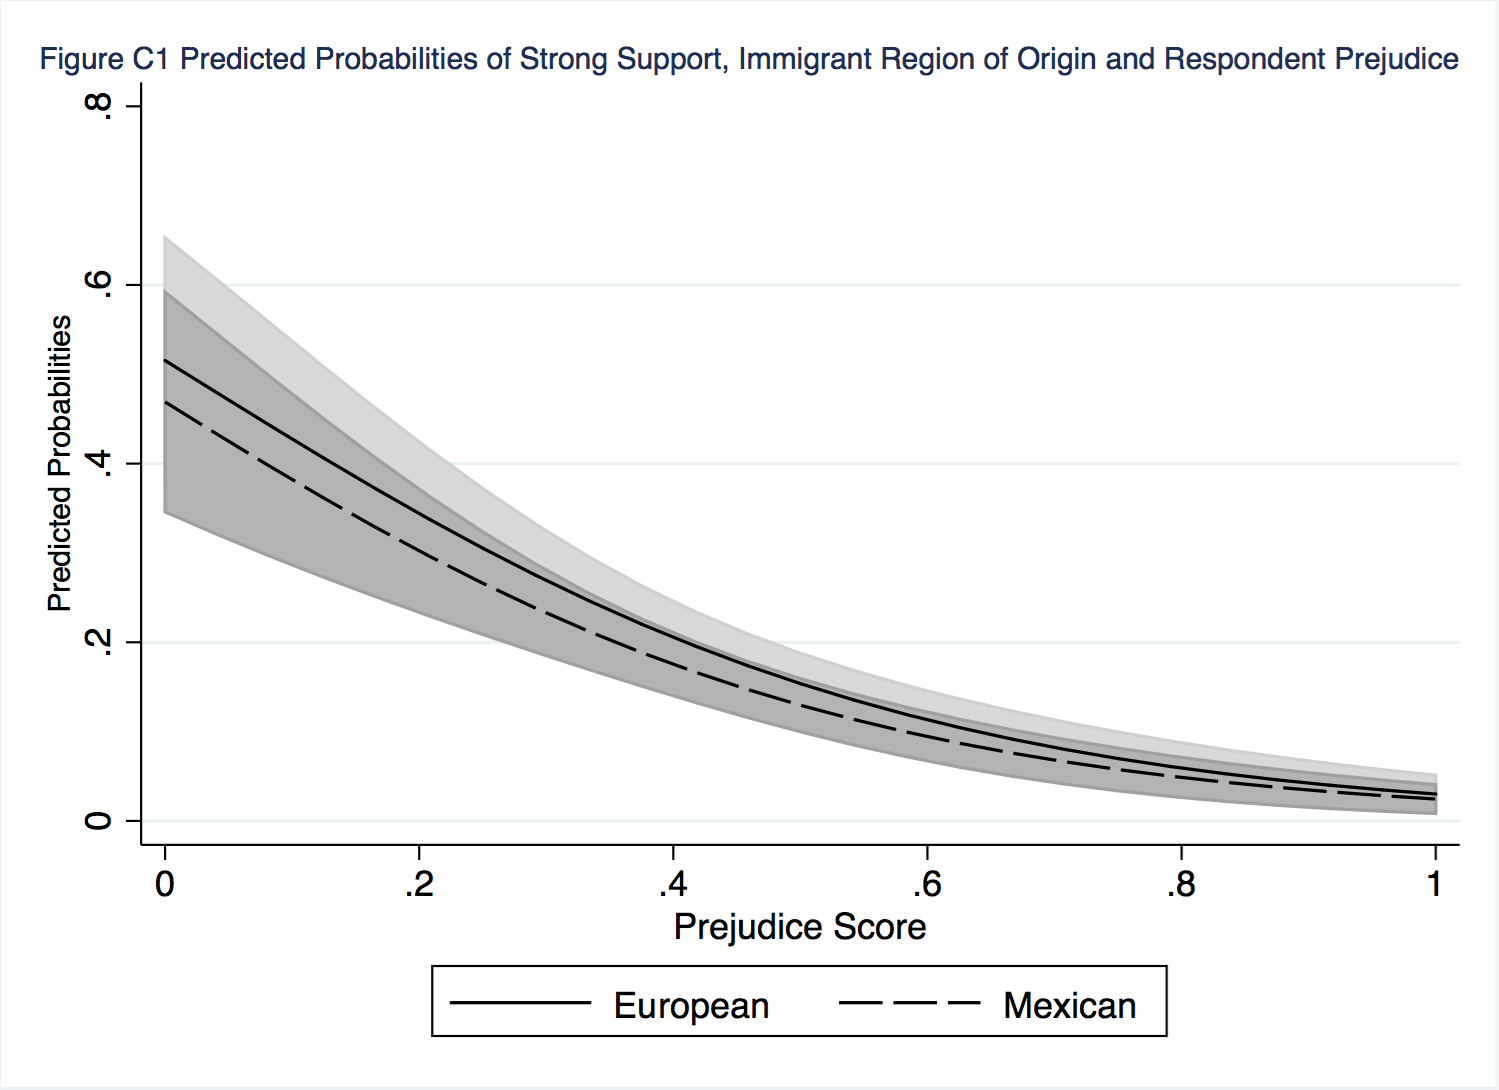 Figure C1 Predicted Probabilities of Strong Support, Immigrant Region of Origin and Respondent Prejudice
Predicted Probabilities
.8
.6
.4
.2
0
0 .2 .4 .6 .8 1
Prejudice Score
European Mexican